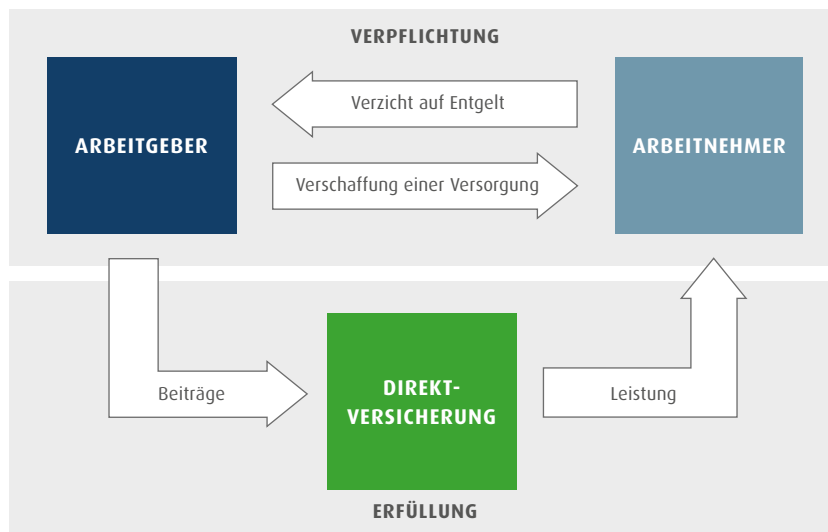 VERPFLICHTUNG
Verzicht auf Entgelt
ARBEITGEBER
ARBEITNEHMER
Verschaffung einer Versorgung
Beiträge
DIREKT-
VERSICHERUNG
Leistung
ERFÜLLUNG